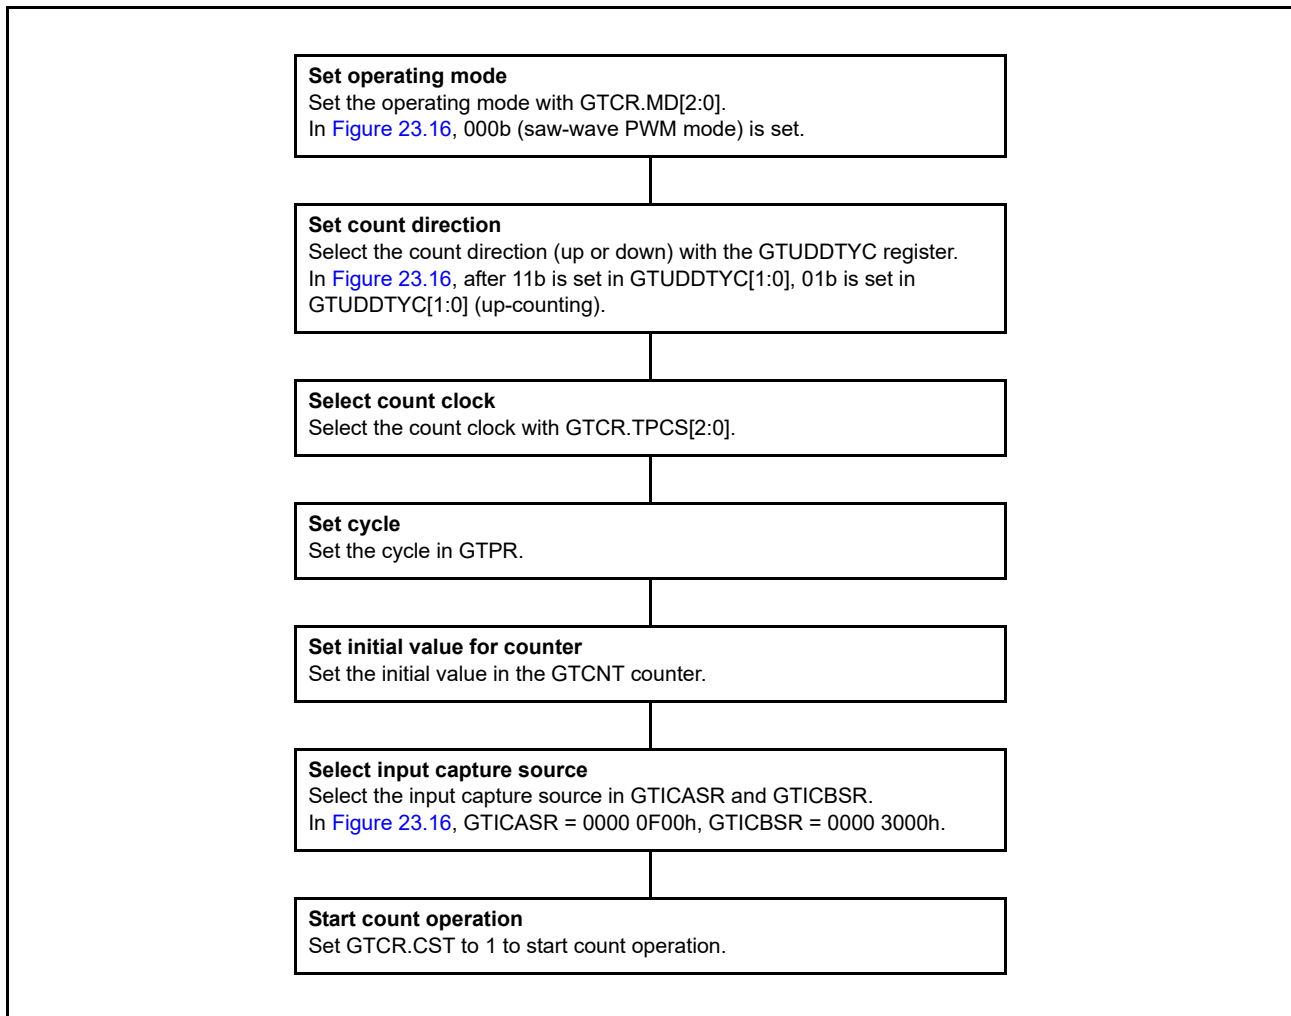 Set operating mode
Set the operating mode with GTCR.MD[2:0].
In Figure 23.16, 000b (saw-wave PWM mode) is set.
Set count direction
Select the count direction (up or down) with the GTUDDTYC register.
In Figure 23.16, after 11b is set in GTUDDTYC[1:0], 01b is set in
GTUDDTYC[1:0] (up-counting).
Select count clock
Select the count clock with GTCR.TPCS[2:0].
Set cycle
Set the cycle in GTPR.
Set initial value for counter
Set the initial value in the GTCNT counter.
Select input capture source
Select the input capture source in GTICASR and GTICBSR.
In Figure 23.16, GTICASR = 0000 0F00h, GTICBSR = 0000 3000h.
Start count operation
Set GTCR.CST to 1 to start count operation.